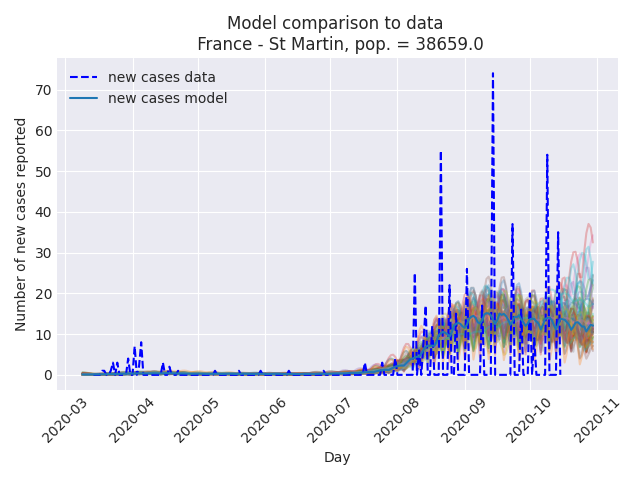 Model comparison to data
France - St Martin, pop. = 38659.0
new cases data
new cases model
Number of new cases reported
70
60
50
40
30
20
10
0
2020-03
2020-04
2020-05
2020-06
2020-07
2020-08
2020-09
2020-10
2020-11
Day